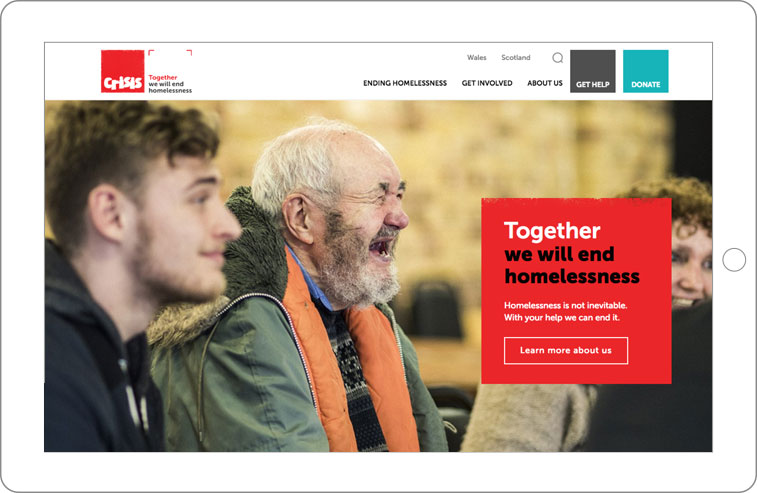 Wales Scotland
crisis
Together
we will end
homelessness
ENDING HOMELESSNESS GET INVOLVED ABOUT US GET HELP DONATE
Together
we will end
homelessness
Homelessness is not inevitable.
With your help we can end it.
Learn more about us